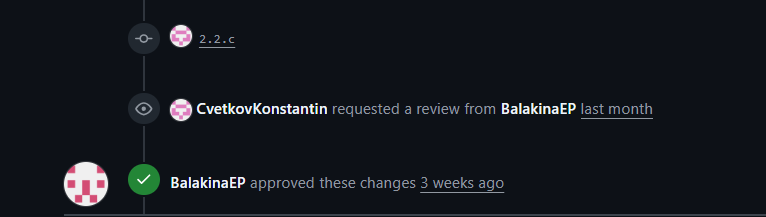 2.2.c
CvetkovKonstantin requested a review from BalakinaEP last month
BalakinaEP approved these changes 3 weeks ago